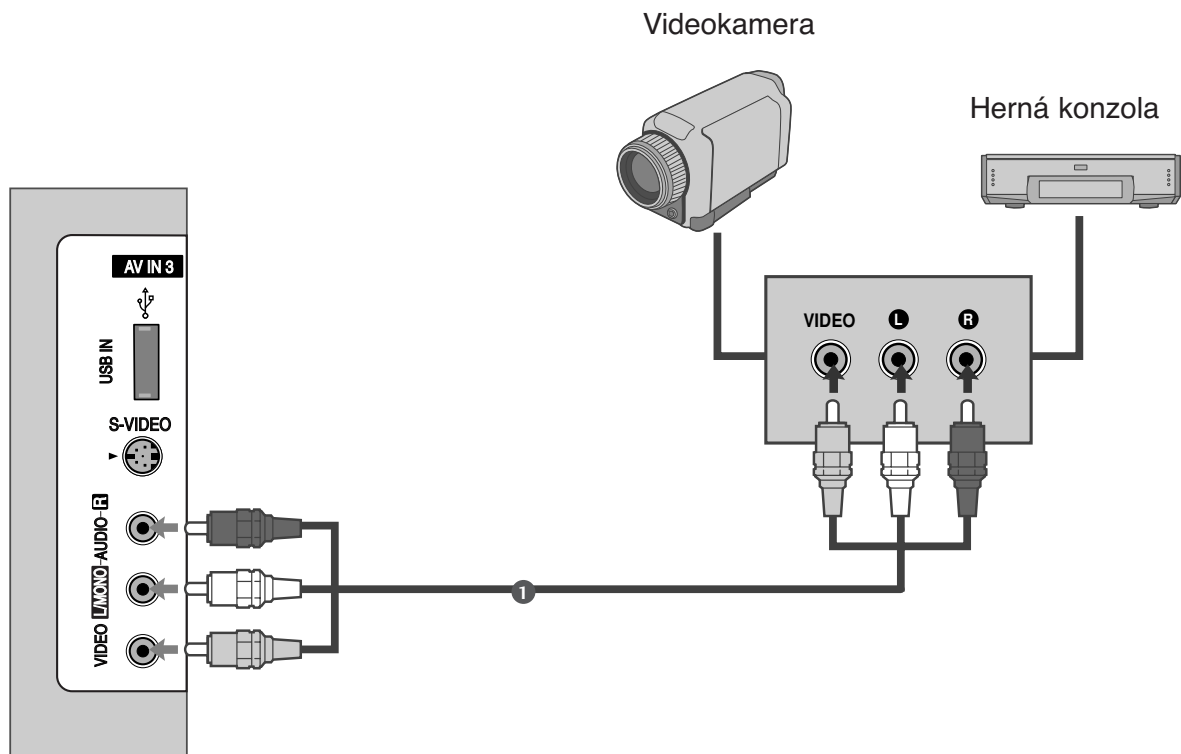 Videokamera
Herná konzola
AV IN 3
USB IN
S-VIDEO
VIDEO L/MONO-AUDIO-R
VIDEO L R
1